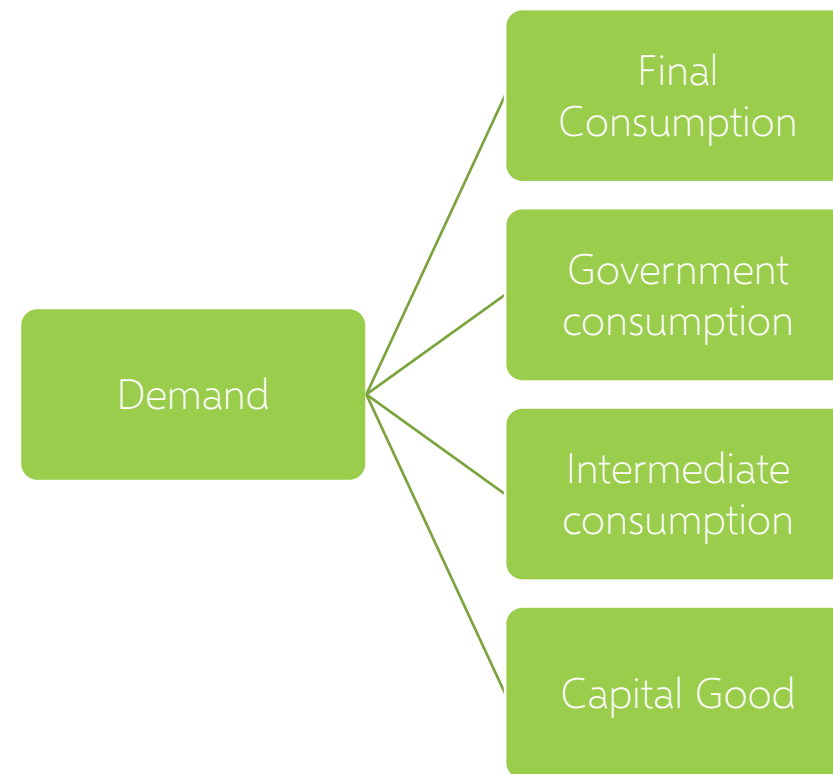 Final
Consumption
Government
consumption
Demand
Intermediate
consumption
Capital Good